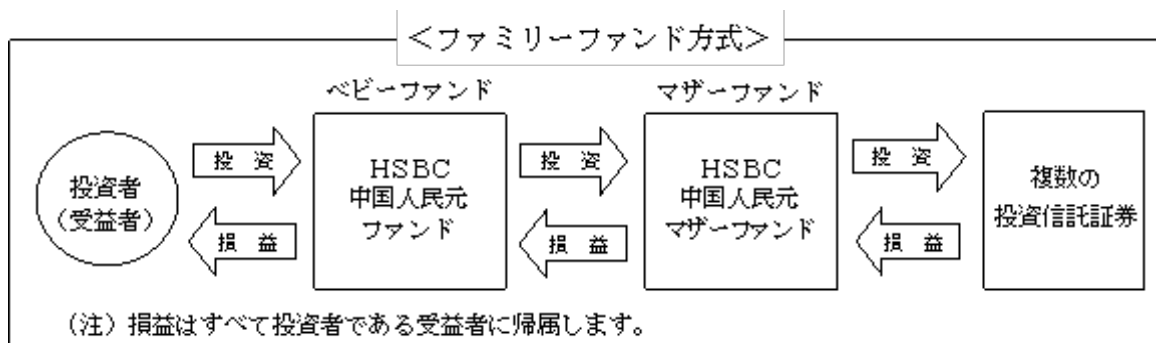 ＜ファミリーファンド方式＞
ベビーファンド
マザーファンド
投資者
（受益者）
投 資
損 益
HSBC
中国人民元
ファンド
投 資
損 益
HSBC
中国人民元
マザーファンド
投 資
損 益
複数の
投資信託証券
（注）損益はすべて投資者である受益者に帰属します。